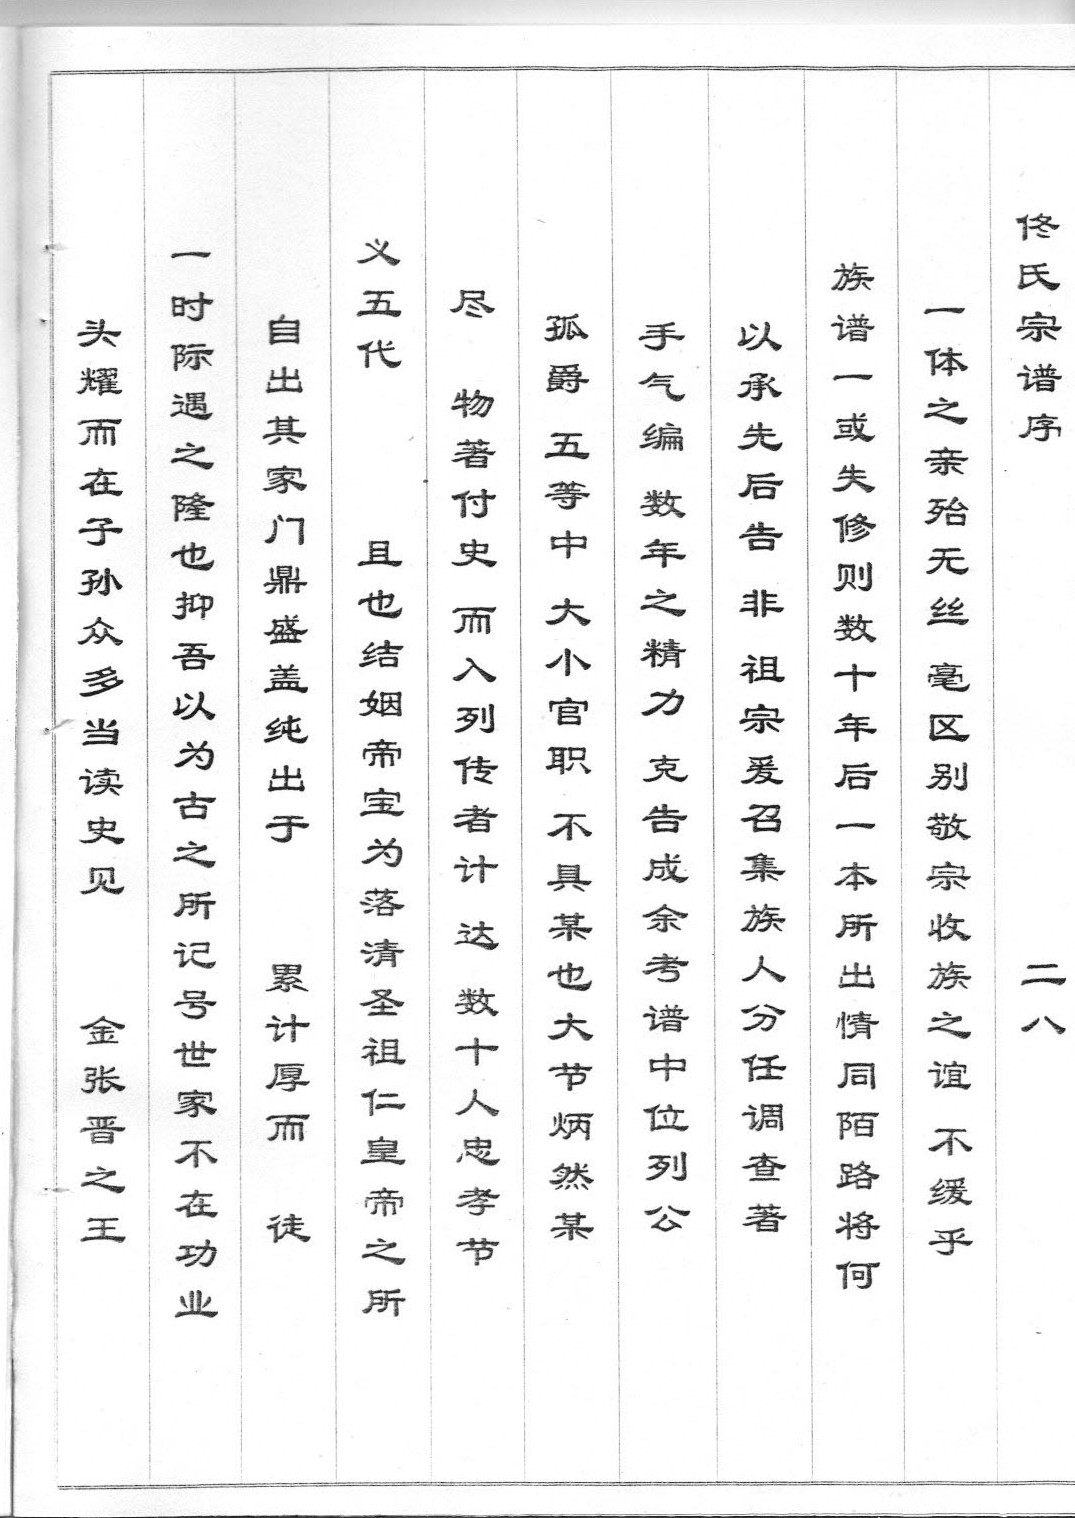 佟氏宗谱序 二八
一体之亲殆无丝 毫区别敬宗收族之谊 不缓乎
族谱一或失修则数十年后一本所出情同陌路将何
以承先后告 非 祖宗爰召集族人分任调查著
手气编 数年之精力 克告成余考谱中位列公
孤爵 五等中 大小官职 不具某也大节炳然某
尽 物著付史 而入列传者计 达 数十人忠孝节
义五代 且也结姻帝宝为落清圣祖仁皇帝之所
自出其家门鼎盛盖纯出于 累计厚而 徒
一时际遇之隆也抑吾以为古之所记号世家不在功业
头耀而在子孙众多当读史见 金张晋之王